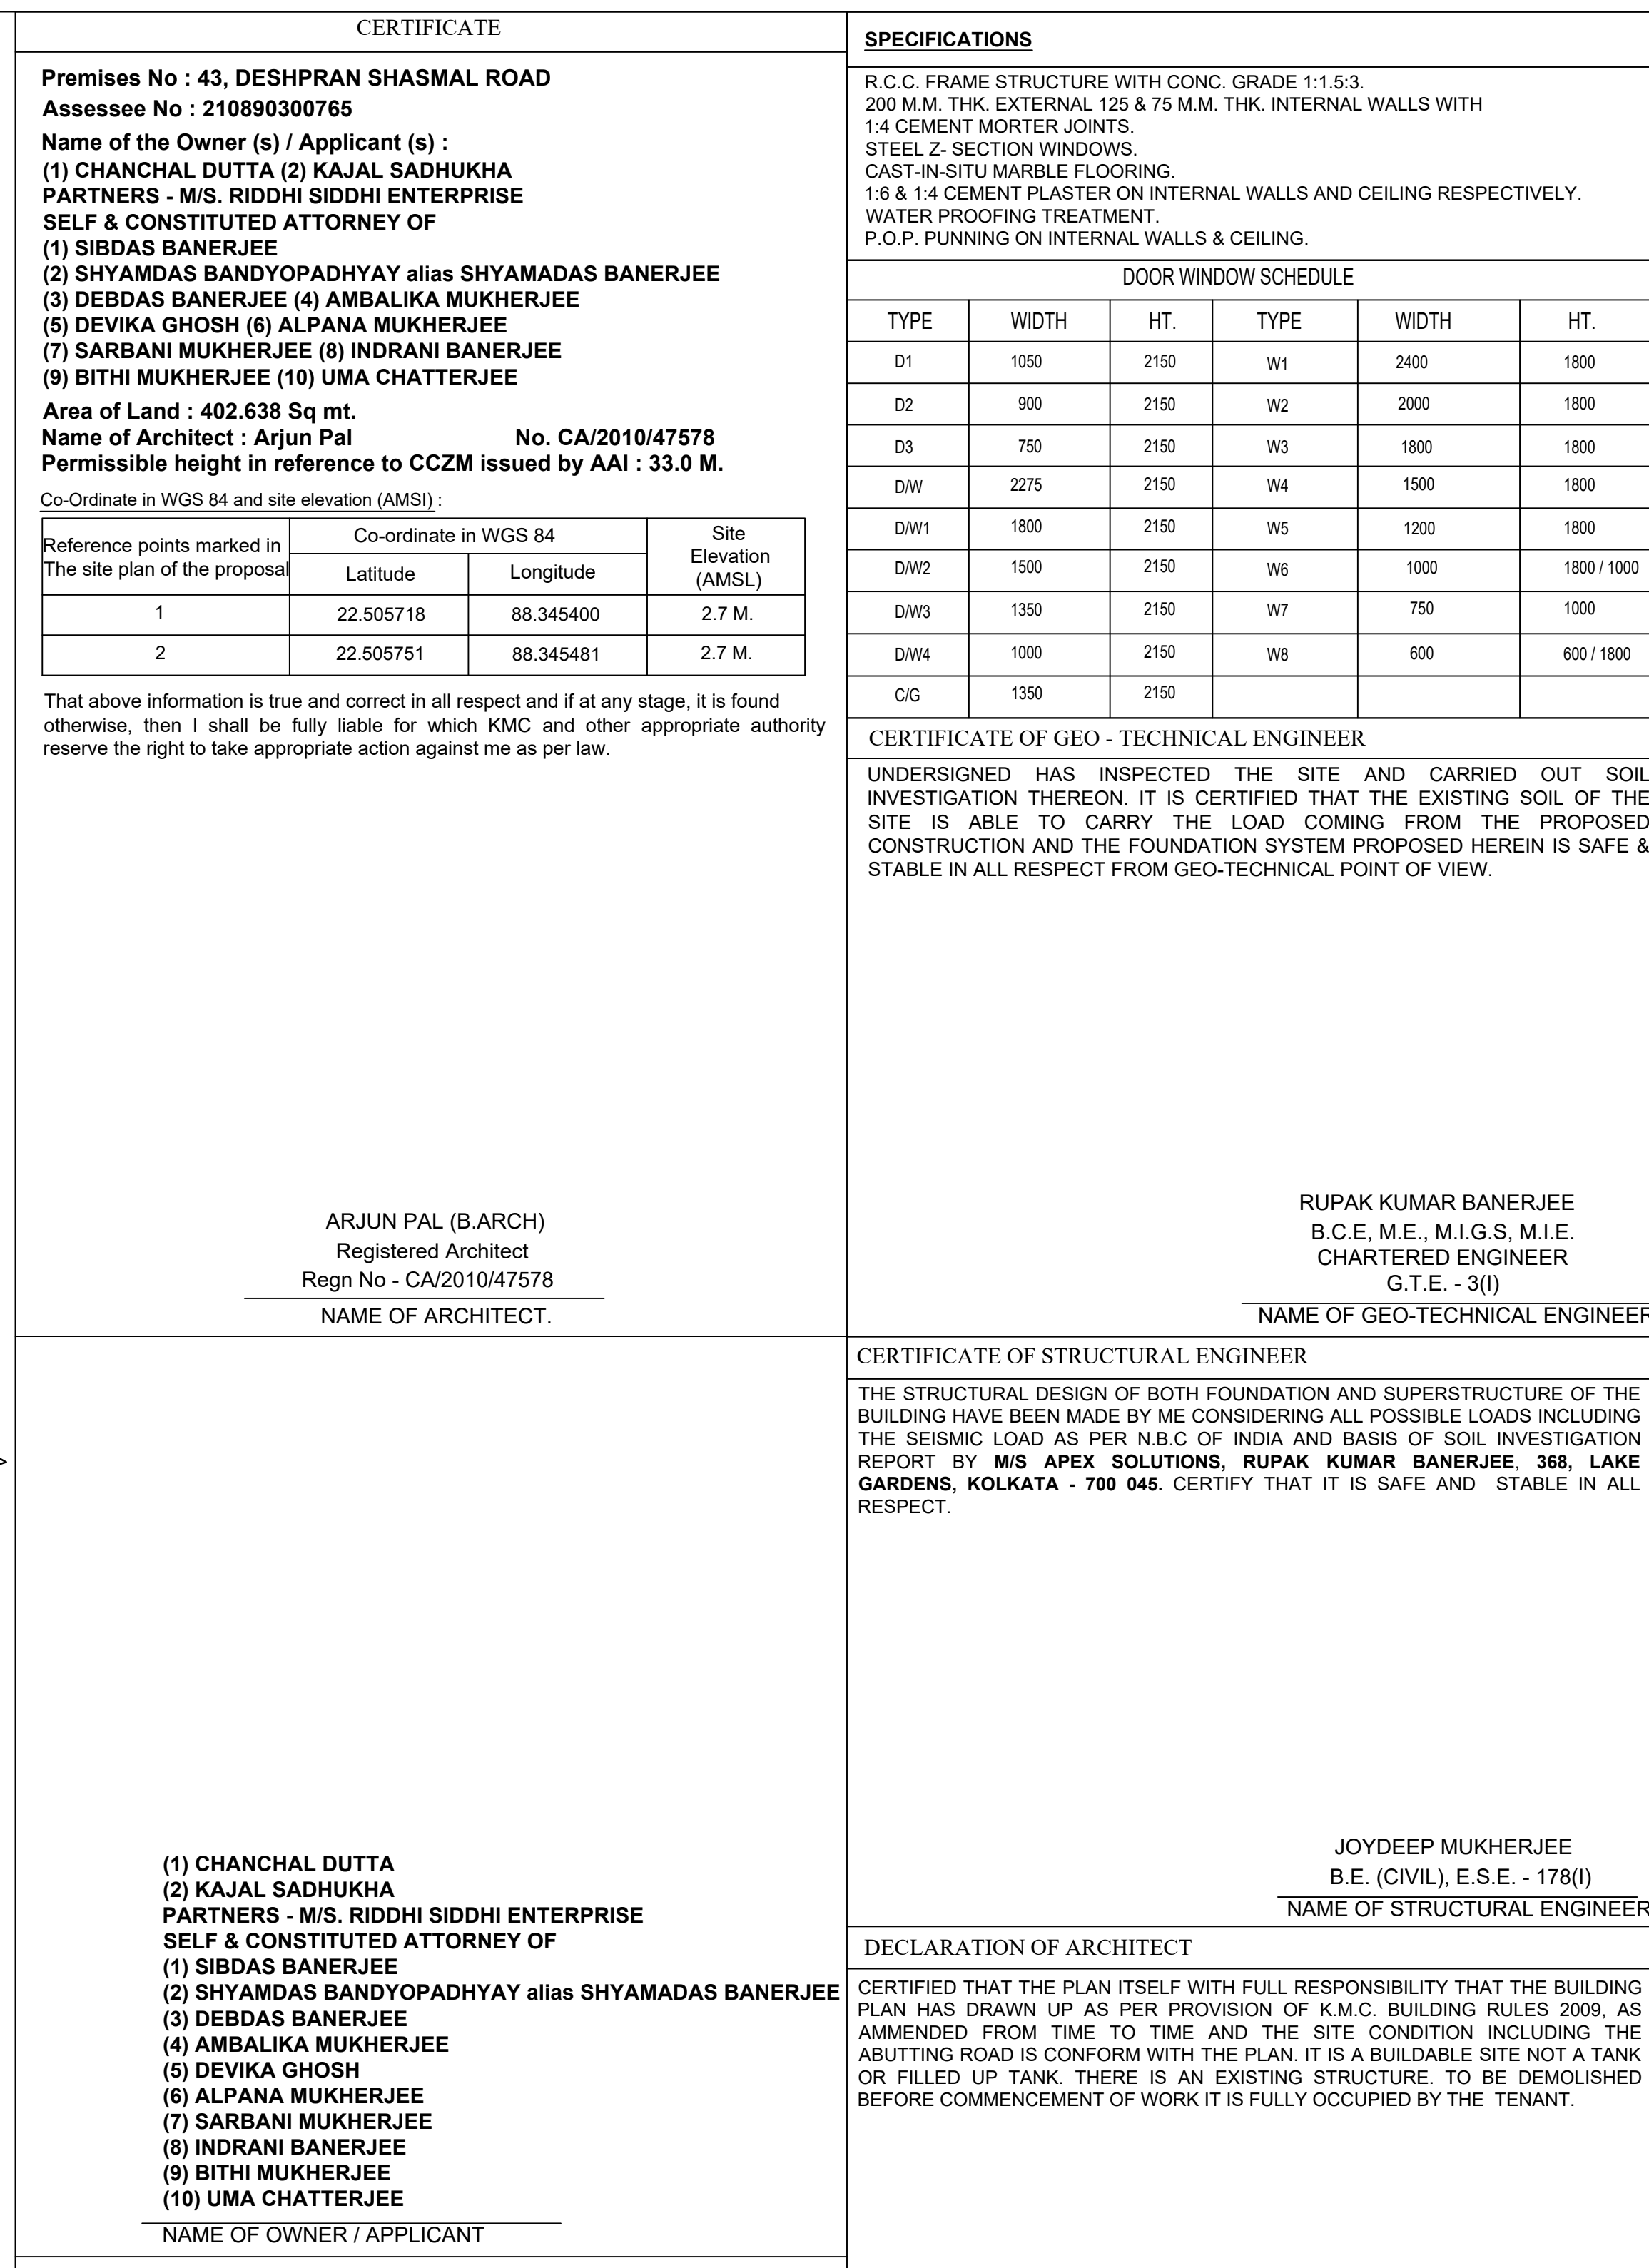 CERTIFICATE
Premises No : 43, DESHPRAN SHASMAL ROAD
Assessee No : 210890300765
Name of the Owner (s) / Applicant (s) :
(1) CHANCHAL DUTTA (2) KAJAL SADHUKHA
PARTNERS - M/S. RIDDHI SIDDHI ENTERPRISE
SELF & CONSTITUTED ATTORNEY OF
(1) SIBDAS BANERJEE
(2) SHYAMDAS BANDYOPADHYAY alias SHYAMADAS BANERJEE
(3) DEBDAS BANERJEE (4) AMBALIKA MUKHERJEE
(5) DEVIKA GHOSH (6) ALPANA MUKHERJEE
(7) SARBANI MUKHERJEE (8) INDRANI BANERJEE
(9) BITHI MUKHERJEE (10) UMA CHATTERJEE
Area of Land : 402.638 Sq mt.
Name of Architect : Arjun Pal No. CA/2010/47578
Permissible height in reference to CCZM issued by AAI : 33.0 M.
Co-Ordinate in WGS 84 and site elevation (AMSI) :
Reference points marked in The site plan of the proposal Co-ordinate in WGS 84 Site Elevation (AMSL)
Latitude Longitude
1 22.505718 88.345400 2.7 M.
2 22.505751 88.345481 2.7 M.
That above information is true and correct in all respect and if at any stage, it is found
otherwise, then I shall be fully liable for which KMC and other appropriate authority
reserve the right to take appropriate action against me as per law.
ARJUN PAL (B.ARCH)
Registered Architect
Regn No - CA/2010/47578
NAME OF ARCHITECT.
(1) CHANCHAL DUTTA
(2) KAJAL SADHUKHA
PARTNERS - M/S. RIDDHI SIDDHI ENTERPRISE
SELF & CONSTITUTED ATTORNEY OF
(1) SIBDAS BANERJEE
(2) SHYAMDAS BANDYOPADHYAY alias SHYAMADAS BANERJEE
(3) DEBDAS BANERJEE
(4) AMBALIKA MUKHERJEE
(5) DEVIKA GHOSH
(6) ALPANA MUKHERJEE
(7) SARBANI MUKHERJEE
(8) INDRANI BANERJEE
(9) BITHI MUKHERJEE
(10) UMA CHATTERJEE
NAME OF OWNER / APPLICANT
SPECIFICATIONS
R.C.C. FRAME STRUCTURE WITH CONC. GRADE 1:1.5:3.
200 M.M. THK. EXTERNAL 125 & 75 M.M. THK. INTERNAL WALLS WITH
1:4 CEMENT MORTER JOINTS.
STEEL Z- SECTION WINDOWS.
CAST-IN-SITU MARBLE FLOORING.
1:6 & 1:4 CEMENT PLASTER ON INTERNAL WALLS AND CEILING RESPECTIVELY.
WATER PROOFING TREATMENT.
P.O.P. PUNNING ON INTERNAL WALLS & CEILING.
DOOR WINDOW SCHEDULE
TYPE WIDTH HT. TYPE WIDTH HT.
D1 1050 2150 W1 2400 1800
D2 900 2150 W2 2000 1800
D3 750 2150 W3 1800 1800
D/W 2275 2150 W4 1500 1800
D/W1 1800 2150 W5 1200 1800
D/W2 1500 2150 W6 1000 1800 / 1000
D/W3 1350 2150 W7 750 1000
D/W4 1000 2150 W8 600 600 / 1800
C/G 1350 2150
CERTIFICATE OF GEO - TECHNICAL ENGINEER
UNDERSIGNED HAS INSPECTED THE SITE AND CARRIED OUT SOIL
INVESTIGATION THEREON. IT IS CERTIFIED THAT THE EXISTING SOIL OF THE
SITE IS ABLE TO CARRY THE LOAD COMING FROM THE PROPOSED
CONSTRUCTION AND THE FOUNDATION SYSTEM PROPOSED HEREIN IS SAFE &
STABLE IN ALL RESPECT FROM GEO-TECHNICAL POINT OF VIEW.
RUPAK KUMAR BANERJEE
B.C.E, M.E., M.I.G.S, M.I.E.
CHARTERED ENGINEER
G.T.E. - 3(I)
NAME OF GEO-TECHNICAL ENGINEER
CERTIFICATE OF STRUCTURAL ENGINEER
THE STRUCTURAL DESIGN OF BOTH FOUNDATION AND SUPERSTRUCTURE OF THE
BUILDING HAVE BEEN MADE BY ME CONSIDERING ALL POSSIBLE LOADS INCLUDING
THE SEISMIC LOAD AS PER N.B.C OF INDIA AND BASIS OF SOIL INVESTIGATION
REPORT BY M/S APEX SOLUTIONS, RUPAK KUMAR BANERJEE, 368, LAKE
GARDENS, KOLKATA - 700 045. CERTIFY THAT IT IS SAFE AND STABLE IN ALL
RESPECT.
JOYDEEP MUKHERJEE
B.E. (CIVIL), E.S.E. - 178(I)
NAME OF STRUCTURAL ENGINEER
DECLARATION OF ARCHITECT
CERTIFIED THAT THE PLAN ITSELF WITH FULL RESPONSIBILITY THAT THE BUILDING
PLAN HAS DRAWN UP AS PER PROVISION OF K.M.C. BUILDING RULES 2009, AS
AMMENDED FROM TIME TO TIME AND THE SITE CONDITION INCLUDING THE
ABUTTING ROAD IS CONFORM WITH THE PLAN. IT IS A BUILDABLE SITE NOT A TANK
OR FILLED UP TANK. THERE IS AN EXISTING STRUCTURE. TO BE DEMOLISHED
BEFORE COMMENCEMENT OF WORK IT IS FULLY OCCUPIED BY THE TENANT.